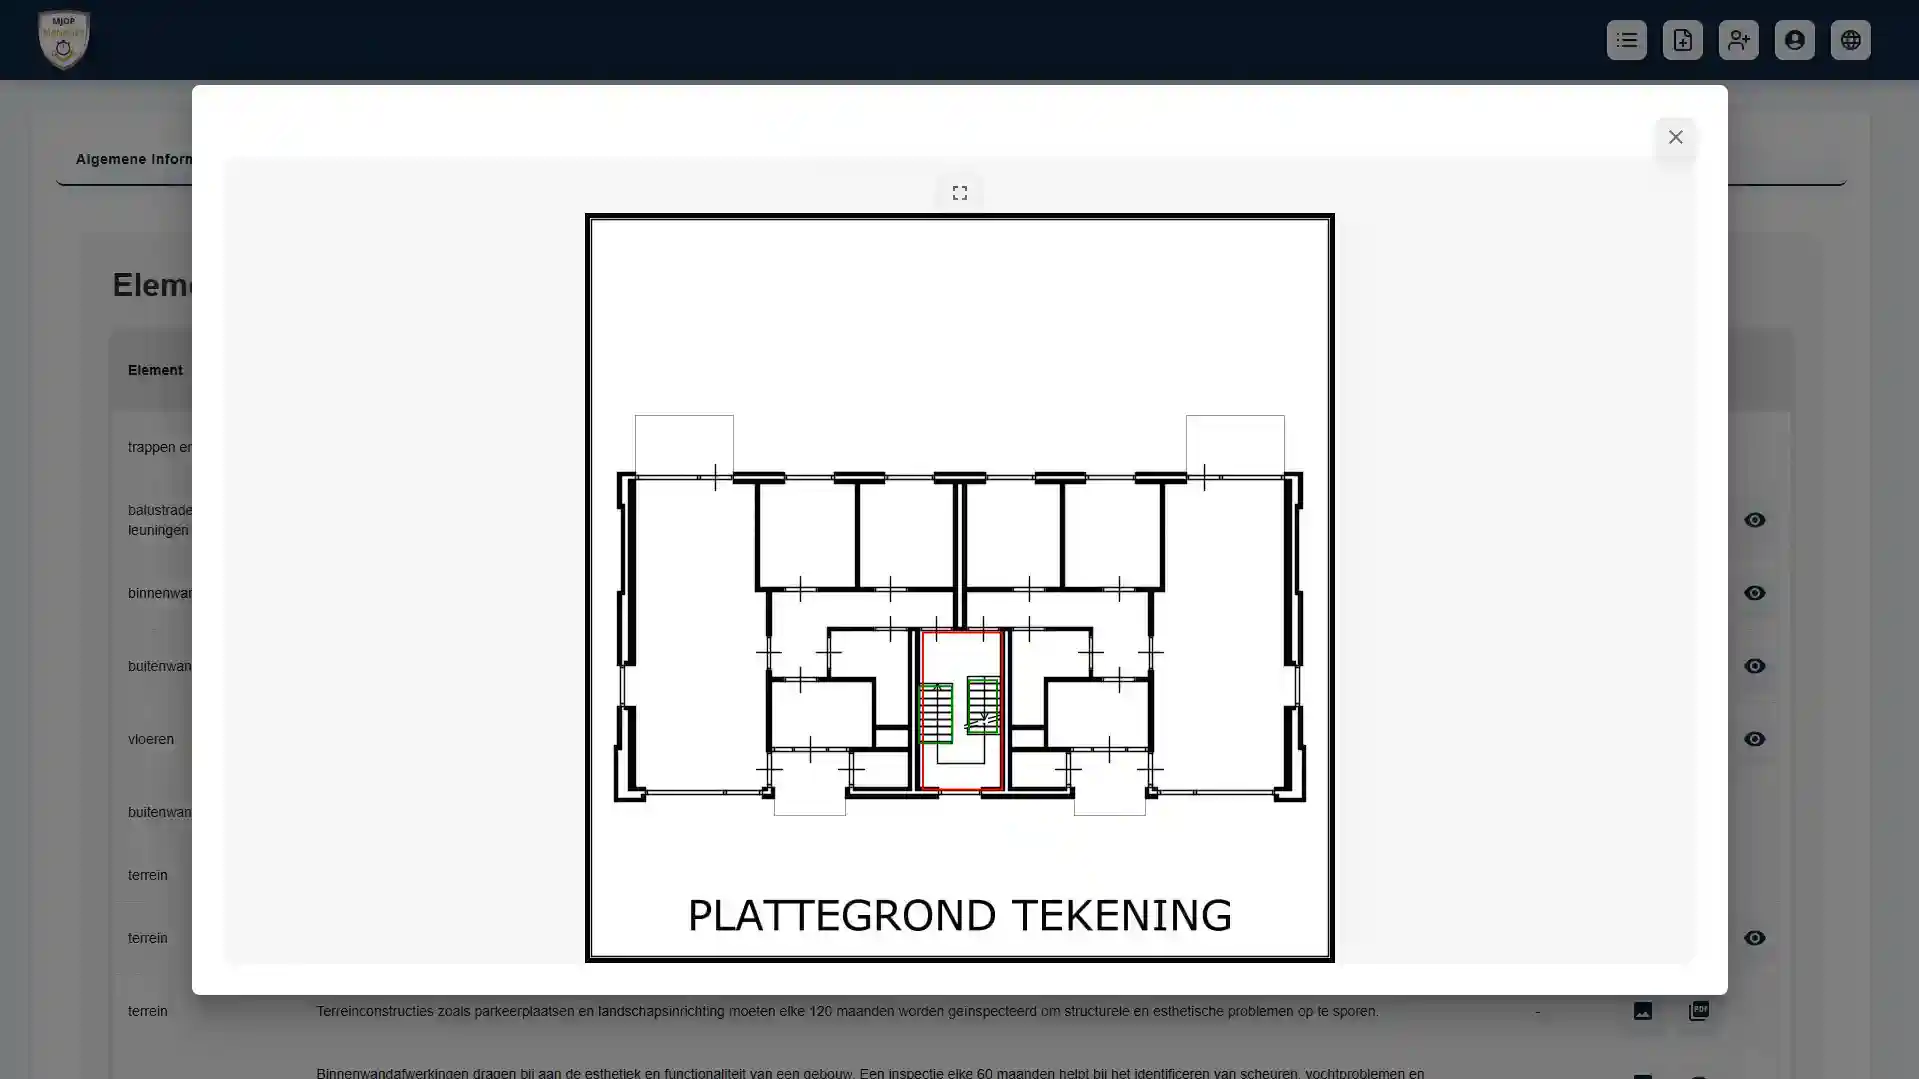 MJOP
Algemene Inforn
Eleme
Element
trappen en
balustrade
leuningen
binnenwan
buitenwan
vloeren
buitenwan
terrein
terrein
terrein
Terreinconstructies zoals parkeerplaatsen en landschapsinrichting moeten elke 120 maanden worden geïnspecteerd om structurele en esthetische problemen op te sporen.
-
PDF
Binnenwandafwerkingen dragen bij aan de esthetiek en functionaliteit van een gebouw. Een inspectie elke 60 maanden helpt bij het identificeren van scheuren, vochtproblemen en
PLATTEGROND TEKENING